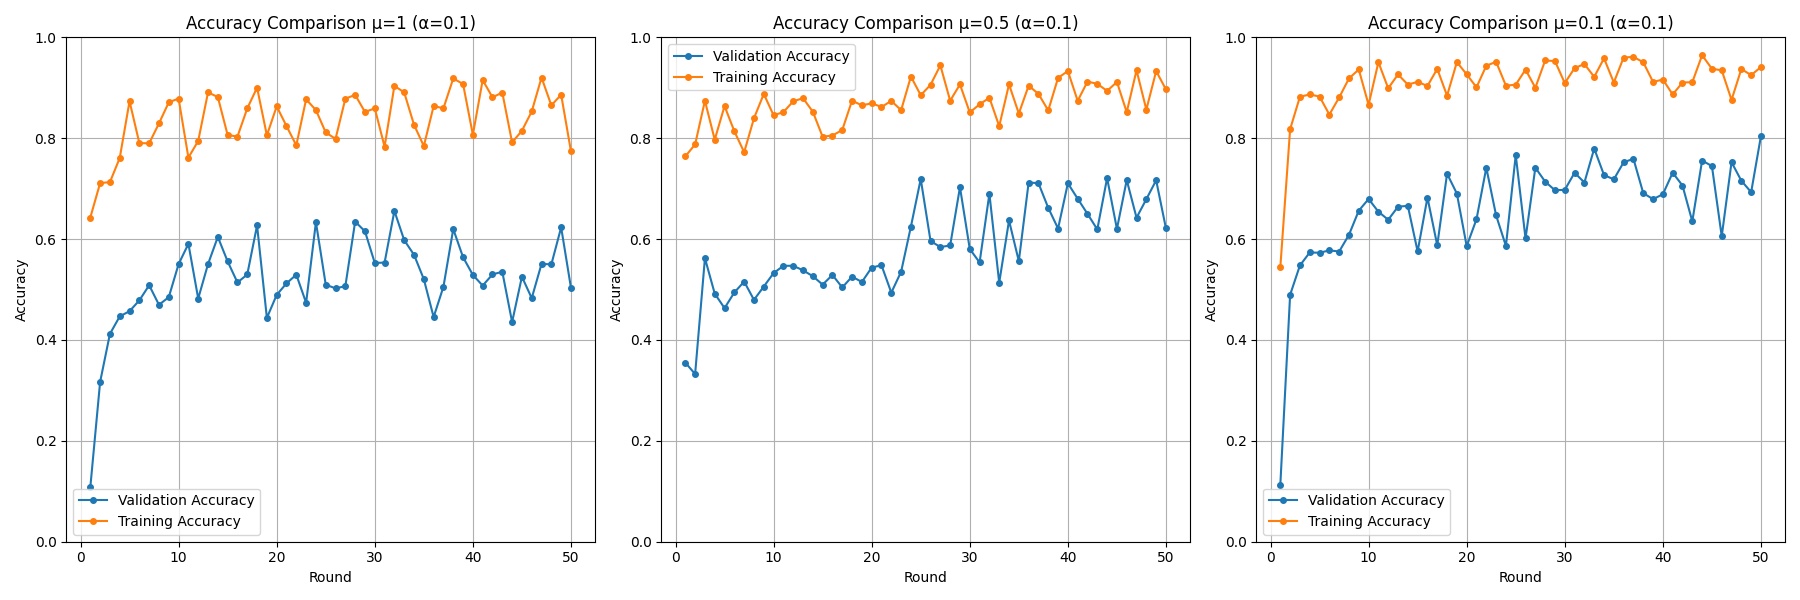 Accuracy Comparison μ=1 (α=0.1)
1.0
0.8
0.6
0.4
0.2
0.0
Accuracy
Validation Accuracy
Training Accuracy
0 10 20 30 40 50
Round
Accuracy Comparison μ=0.5 (α=0.1)
Validation Accuracy
Training Accuracy
1.0
0.8
0.6
0.4
0.2
0.0
Accuracy
0 10 20 30 40 50
Round
Accuracy Comparison μ=0.1 (α=0.1)
1.0
0.8
0.6
0.4
0.2
0.0
Accuracy
Validation Accuracy
Training Accuracy
0 10 20 30 40 50
Round